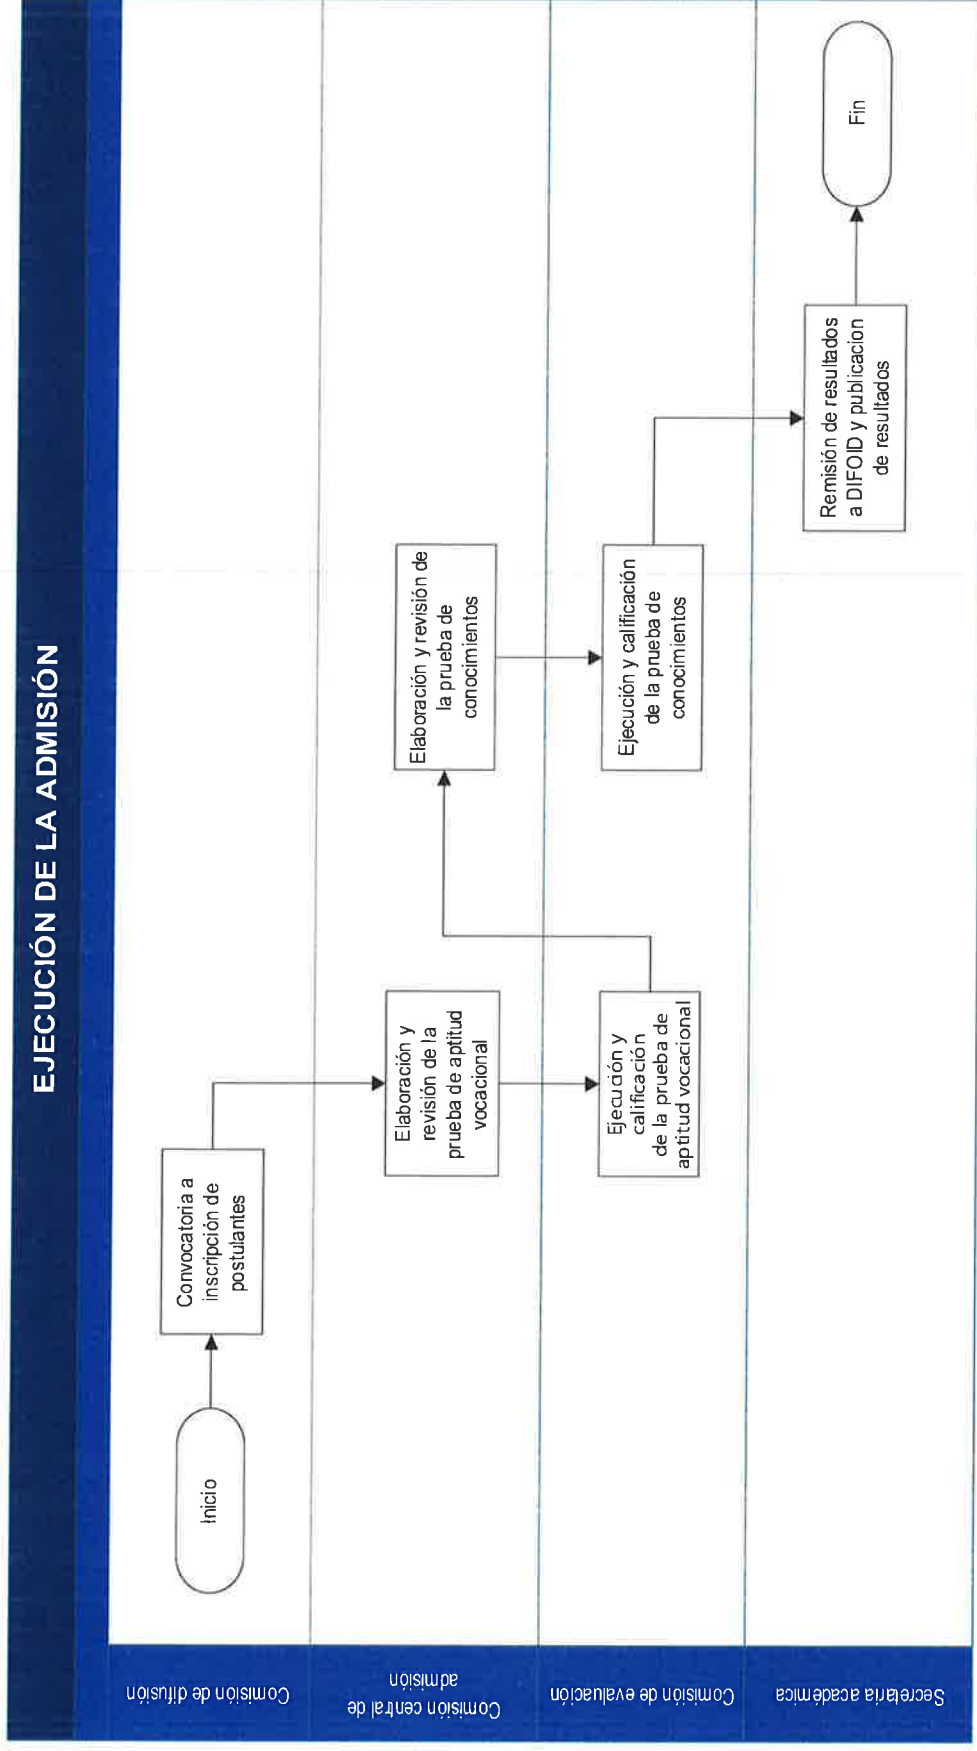 EJECUCIÓN DE LA ADMISIÓN
Comisión de difusión
Inicio
Convocatoria a
inscripción de
postulantes
Comisión central de
admisión
Elaboración y
revisión de la
prueba de aptitud
vocacional
Elaboración y revisión de
la prueba de
conocimientos
Comisión de evaluación
Ejecución y
calificación
de la prueba de
aptitud vocacional
Ejecución y calificación
de la prueba de
conocimientos
Secretaría académica
Remisión de resultados
a DIFOID y publicacion
de resultados
Fin